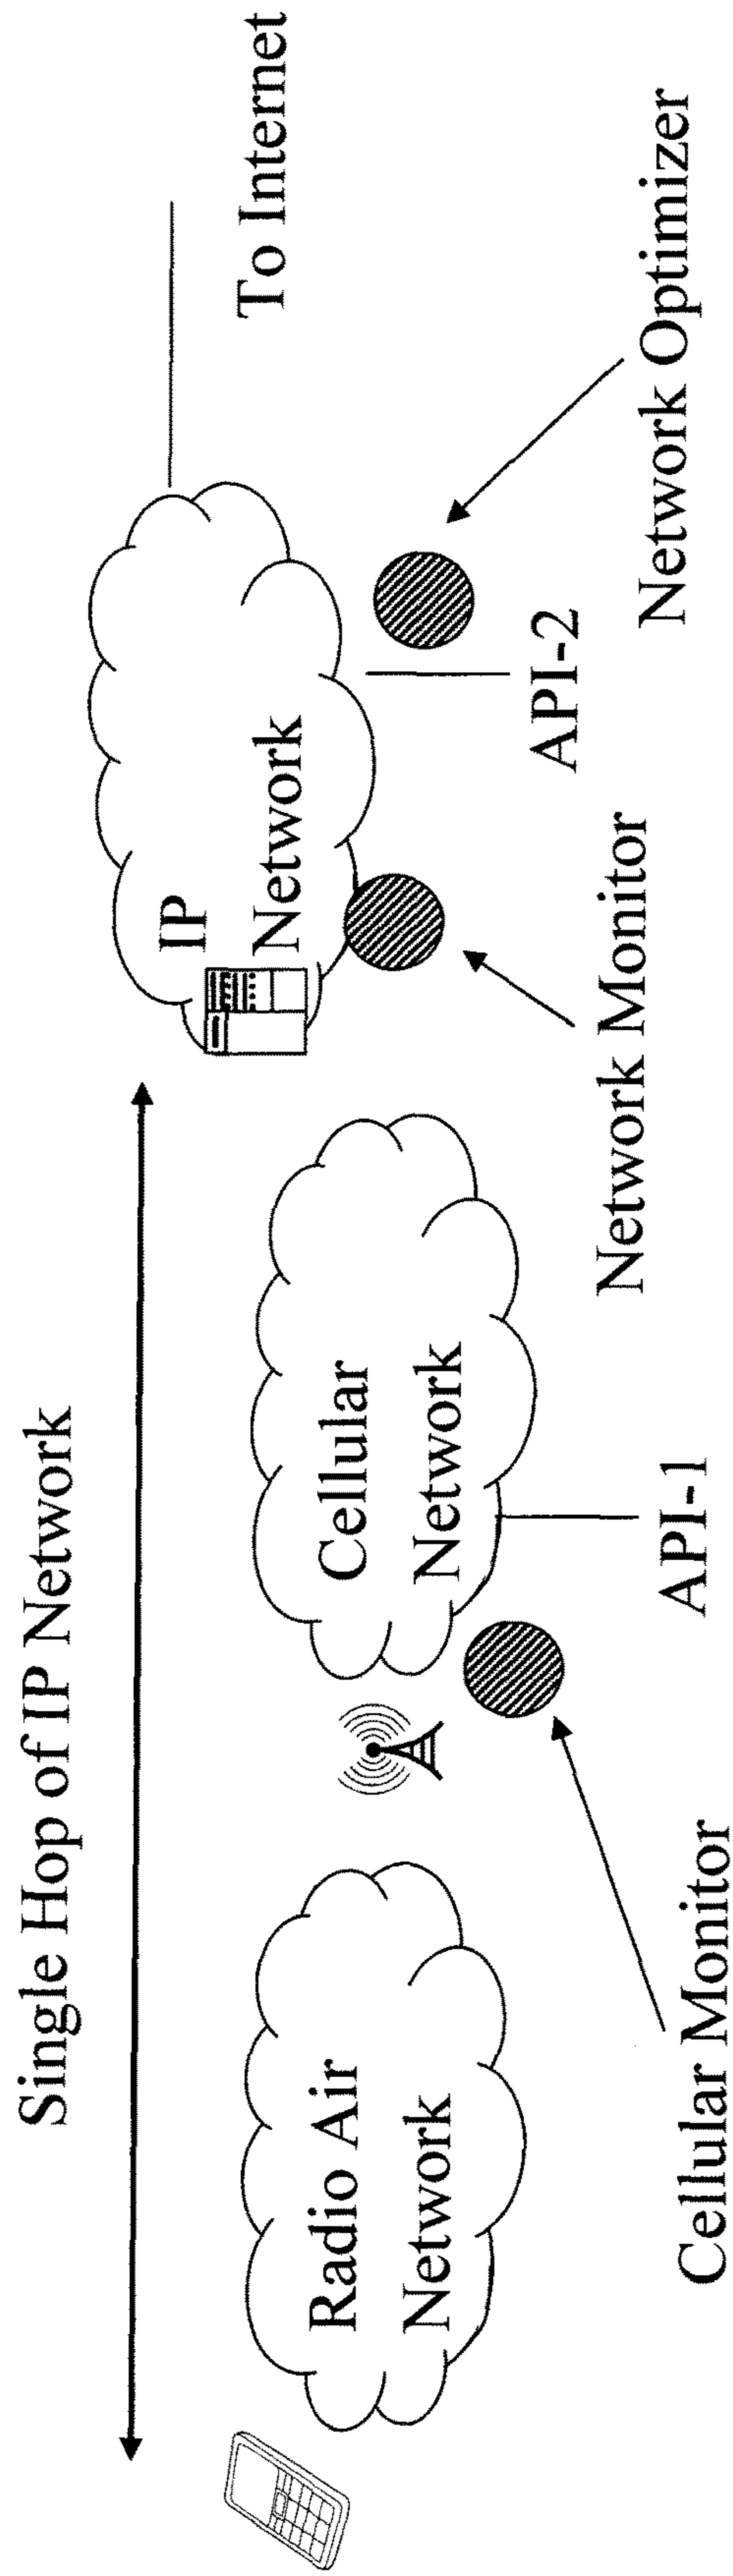 Single Hop of IP Network
To Internet
IP
Network
Cellular
Network
Radio Air
Network
API-2
Network Optimizer
Network Monitor
API-1
Cellular Monitor